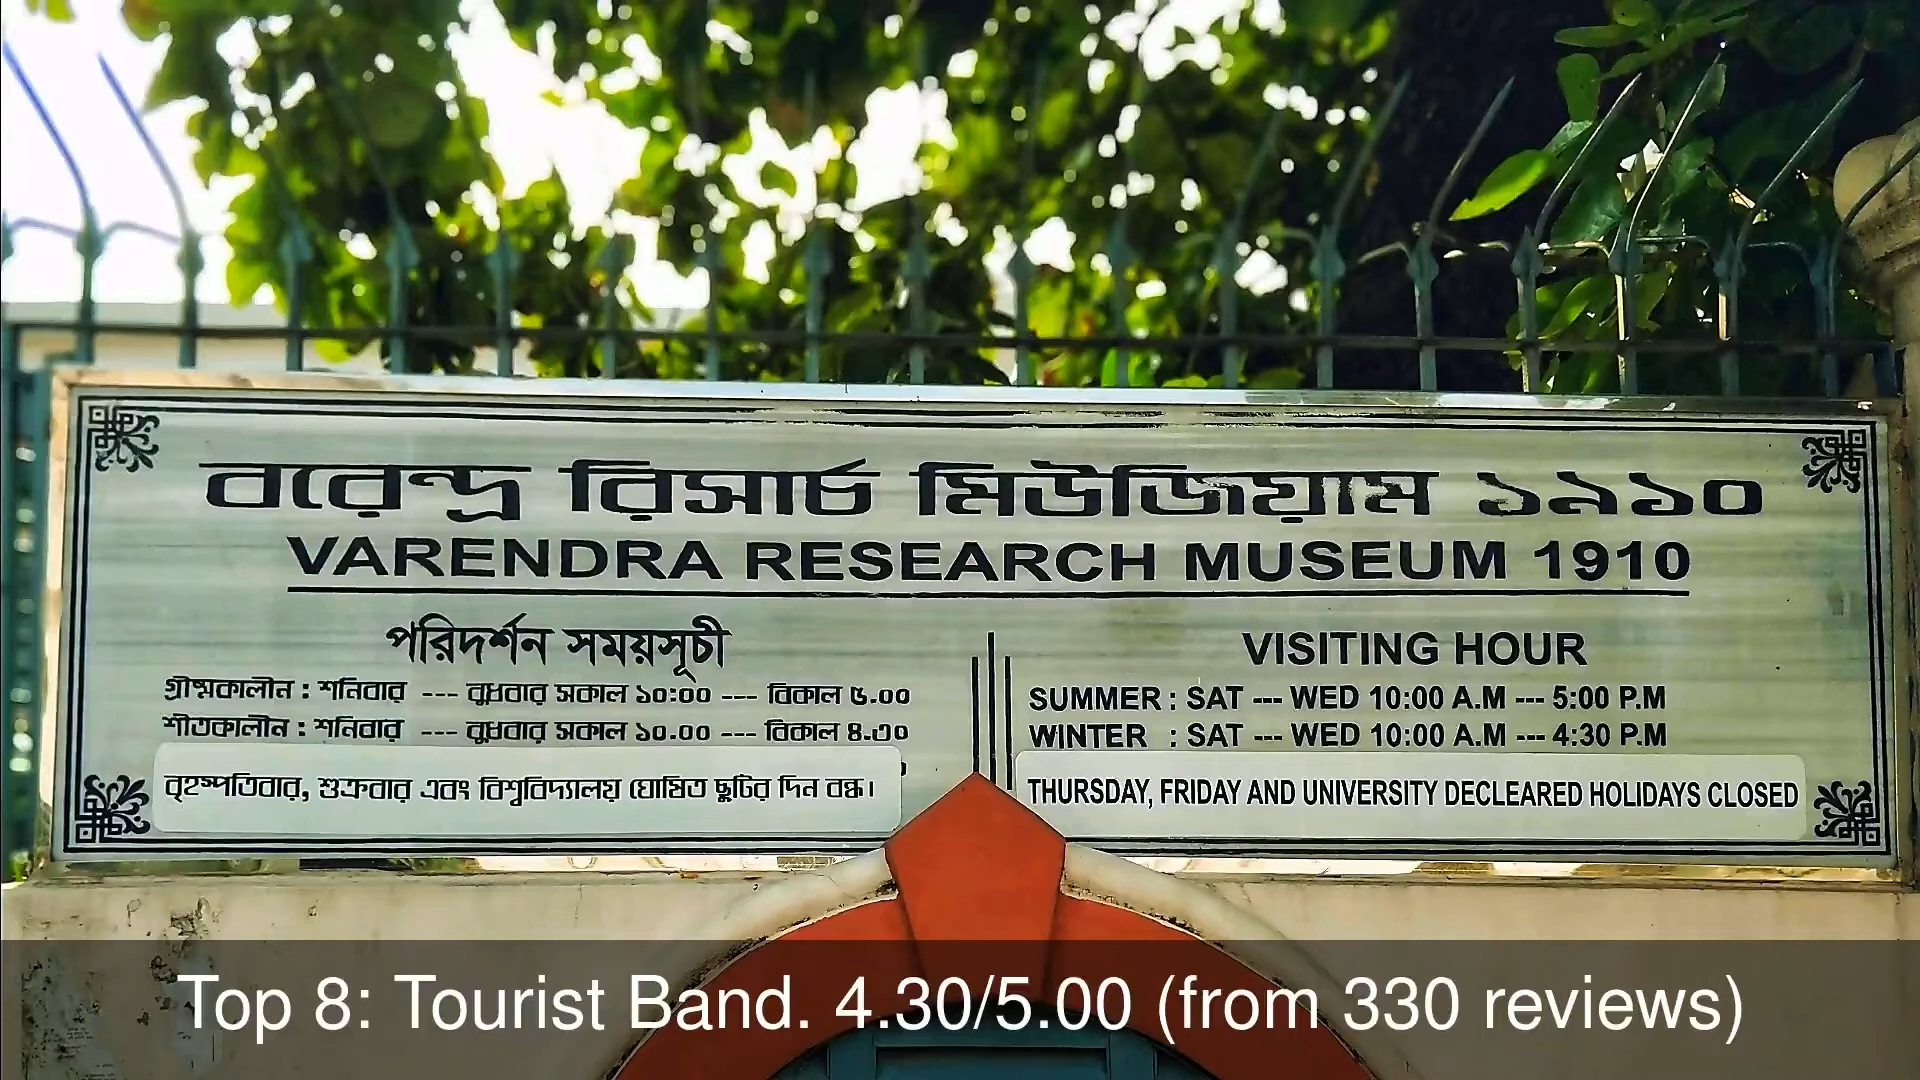 বরেন্দ্র রিসার্চ মিউজিয়াম ১৯১০
VARENDRA RESEARCH MUSEUM 1910
পরিদর্শন সময়সূচী
গ্রীষ্মকালীন : শনিবার --- বুধবার সকাল ১০:০০ --- বিকাল ৫.০০
শীতকালীন : শনিবার --- বুধবার সকাল ১০.০০ --- বিকাল ৪.৩০
বৃহস্পতিবার, শুক্রবার এবং বিশ্ববিদ্যালয় ঘোষিত ছুটির দিন বন্ধ।
VISITING HOUR
SUMMER : SAT --- WED 10:00 A.M --- 5:00 P.M
WINTER : SAT --- WED 10:00 A.M --- 4:30 P.M
THURSDAY, FRIDAY AND UNIVERSITY DECLEARED HOLIDAYS CLOSED
Top 8: Tourist Band. 4.30/5.00 (from 330 reviews)